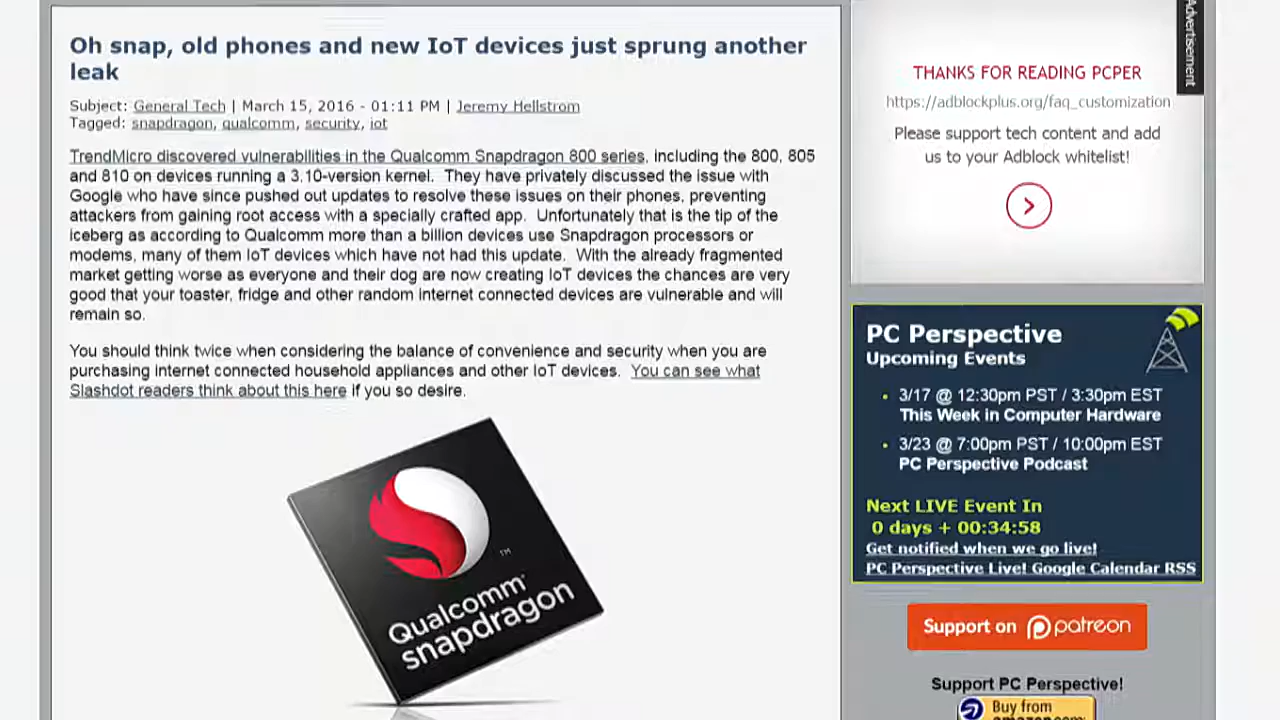 Oh snap, old phones and new IoT devices just sprung another
leak
Subject: General Tech | March 15, 2016 - 01:11 PM | Jeremy Hellstrom
Tagged: snapdragon, qualcomm, security, iot
TrendMicro discovered vulnerabilities in the Qualcomm Snapdragon 800 series, including the 800, 805
and 810 on devices running a 3.10-version kernel. They have privately discussed the issue with
Google who have since pushed out updates to resolve these issues on their phones, preventing
attackers from gaining root access with a specially crafted app. Unfortunately that is the tip of the
iceberg as according to Qualcomm more than a billion devices use Snapdragon processors or
modems, many of them IoT devices which have not had this update. With the already fragmented
market getting worse as everyone and their dog are now creating IoT devices the chances are very
good that your toaster, fridge and other random internet connected devices are vulnerable and will
remain so.
You should think twice when considering the balance of convenience and security when you are
purchasing internet connected household appliances and other IoT devices. You can see what
Slashdot readers think about this here if you so desire.
Qualcomm
snapdragon
TM
Advertisement
THANKS FOR READING PCPER
https://adblockplus.org/faq_customization
Please support tech content and add
us to your Adblock whitelist!
PC Perspective
Upcoming Events
• 3/17 @ 12:30pm PST / 3:30pm EST
This Week in Computer Hardware
• 3/23 @ 7:00pm PST / 10:00pm EST
PC Perspective Podcast
Next LIVE Event In
0 days + 00:34:58
Get notified when we go live!
PC Perspective Live! Google Calendar RSS
Support on patreon
Support PC Perspective!
Buy from
amazon.com